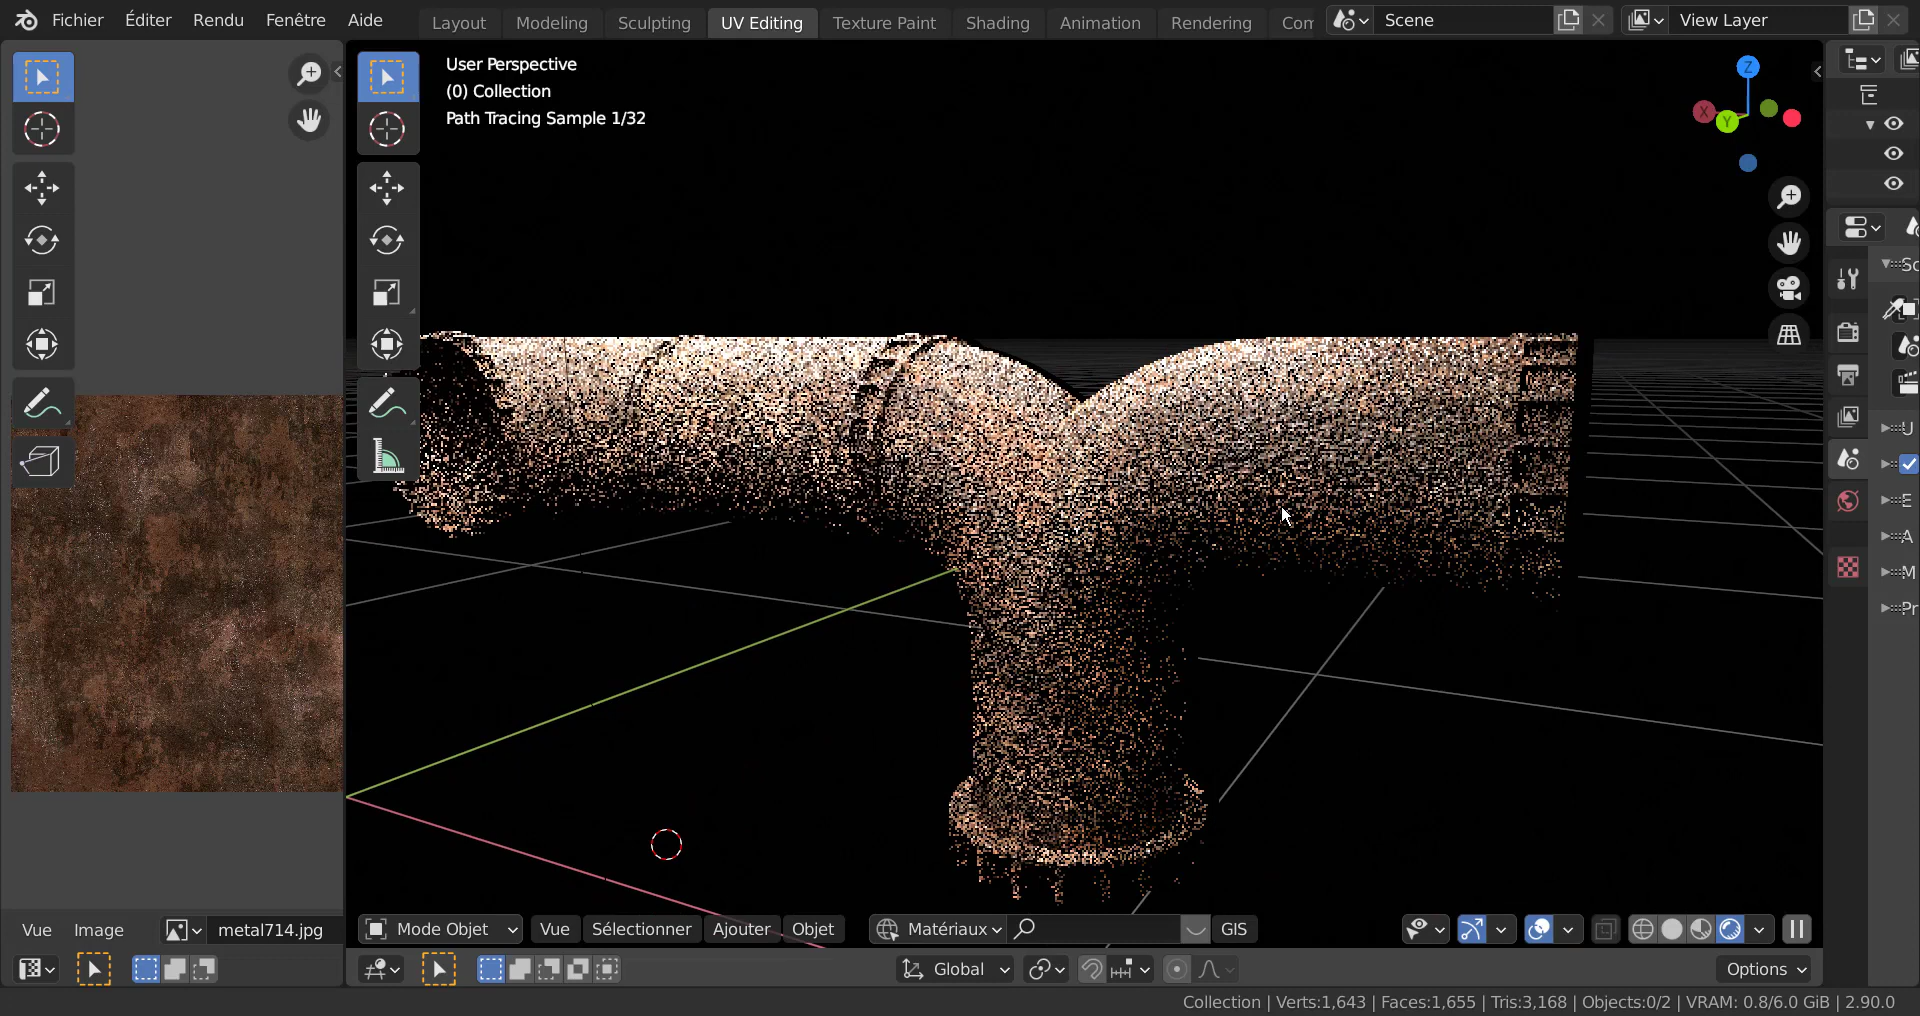 Fichier Éditer Rendu Fenêtre Aide Layout Modeling Sculpting UV Editing Texture Paint Shading Animation Rendering Scene View Layer
User Perspective
(0) Collection
Path Tracing Sample 1/32
Z
X
Y
Sc
U
E
A
M
Pr
Vue Image metal714.jpg
Mode Objet Vue Sélectionner Ajouter Objet Matériaux GIS
Global Options
Collection | Verts:1,643 | Faces:1,655 | Tris:3,168 | Objects:0/2 | VRAM: 0.8/6.0 GiB | 2.90.0